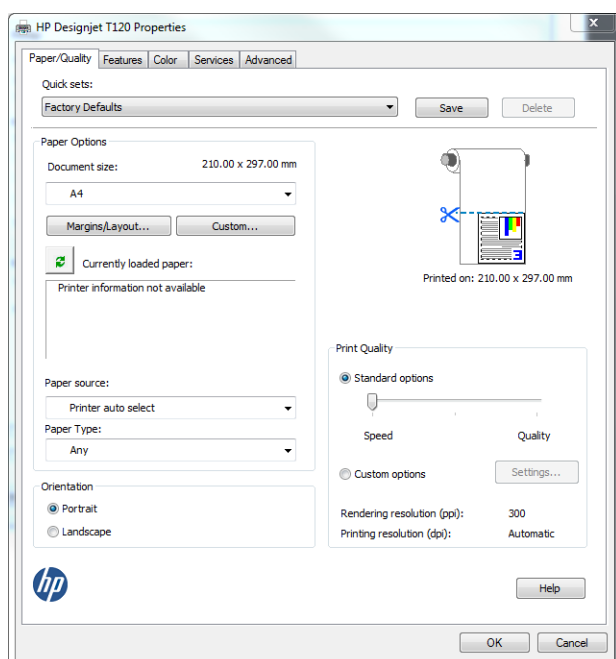 HP Designjet T120 Properties
x
Paper/Quality Features Color Services Advanced
Quick sets:
Factory Defaults Save Delete
Paper Options
Document size: 210.00 x 297.00 mm
A4
Margins/Layout... Custom...
Currently loaded paper:
Printer information not available
Printed on: 210.00 x 297.00 mm
Paper source:
Printer auto select
Paper Type:
Any
Print Quality
Standard options
Speed Quality
Custom options Settings...
Rendering resolution (ppi): 300
Printing resolution (dpi): Automatic
Orientation
Portrait
Landscape
3
hp
Help
OK Cancel